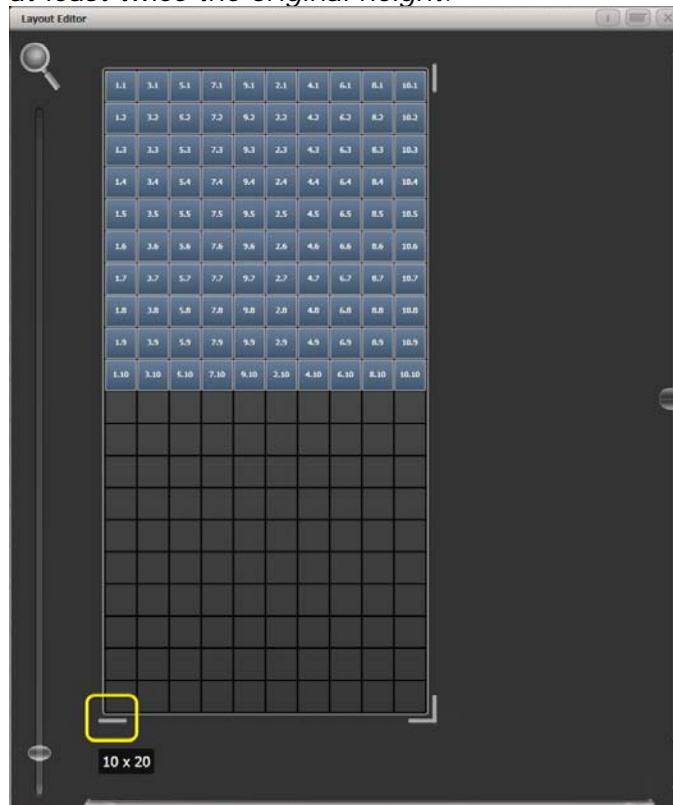 at least twice the original height.
Layout Editor
1.1 3.1 5.1 7.1 9.1 2.1 4.1 6.1 8.1 10.1
1.2 3.2 5.2 7.2 9.2 2.2 4.2 6.2 8.2 10.2
1.3 3.3 5.3 7.3 9.3 2.3 4.3 6.3 8.3 10.3
1.4 3.4 5.4 7.4 9.4 2.4 4.4 6.4 8.4 10.4
1.5 3.5 5.5 7.5 9.5 2.5 4.5 6.5 8.5 10.5
1.6 3.6 5.6 7.6 9.6 2.6 4.6 6.6 8.6 10.6
1.7 3.7 5.7 7.7 9.7 2.7 4.7 6.7 8.7 10.7
1.8 3.8 5.8 7.8 9.8 2.8 4.8 6.8 8.8 10.8
1.9 3.9 5.9 7.9 9.9 2.9 4.9 6.9 8.9 10.9
1.10 3.10 5.10 7.10 9.10 2.10 4.10 6.10 8.10 10.10
10 x 20